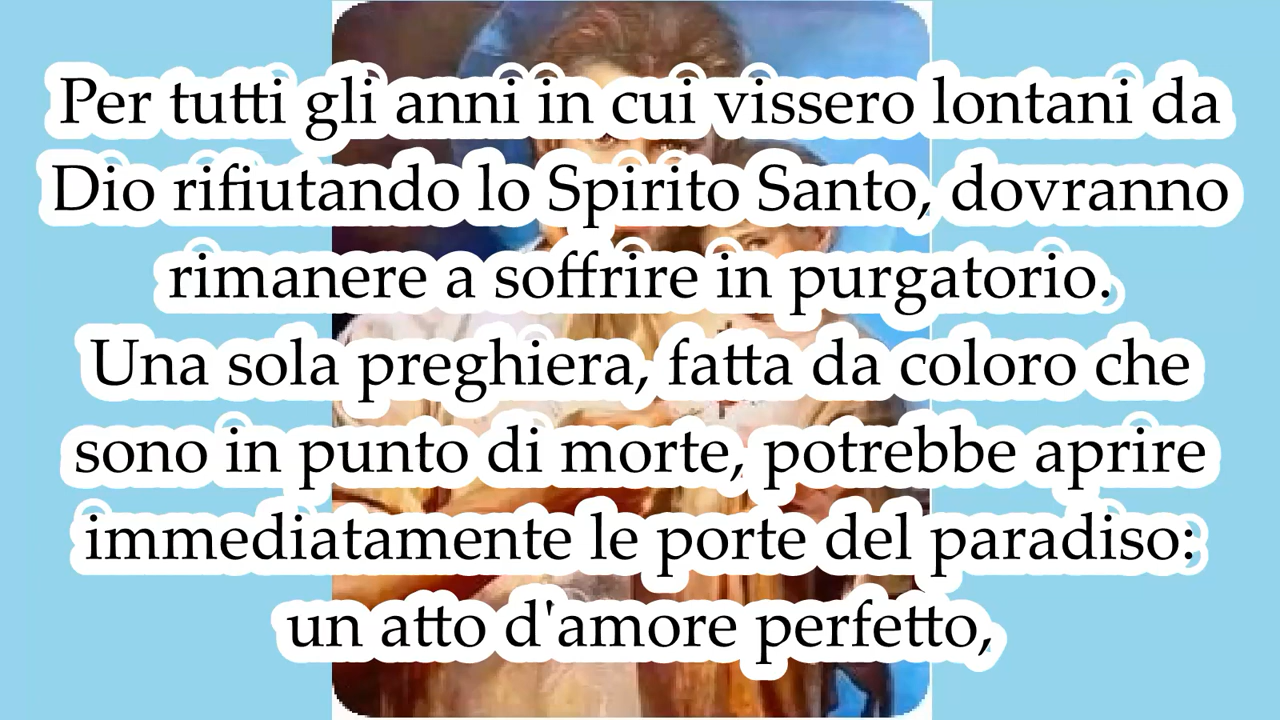 Per tutti gli anni in cui vissero lontani da
Dio rifiutando lo Spirito Santo, dovranno
rimanere a soffrire in purgatorio.
Una sola preghiera, fatta da coloro che
sono in punto di morte, potrebbe aprire
immediatamente le porte del paradiso:
un atto d'amore perfetto,